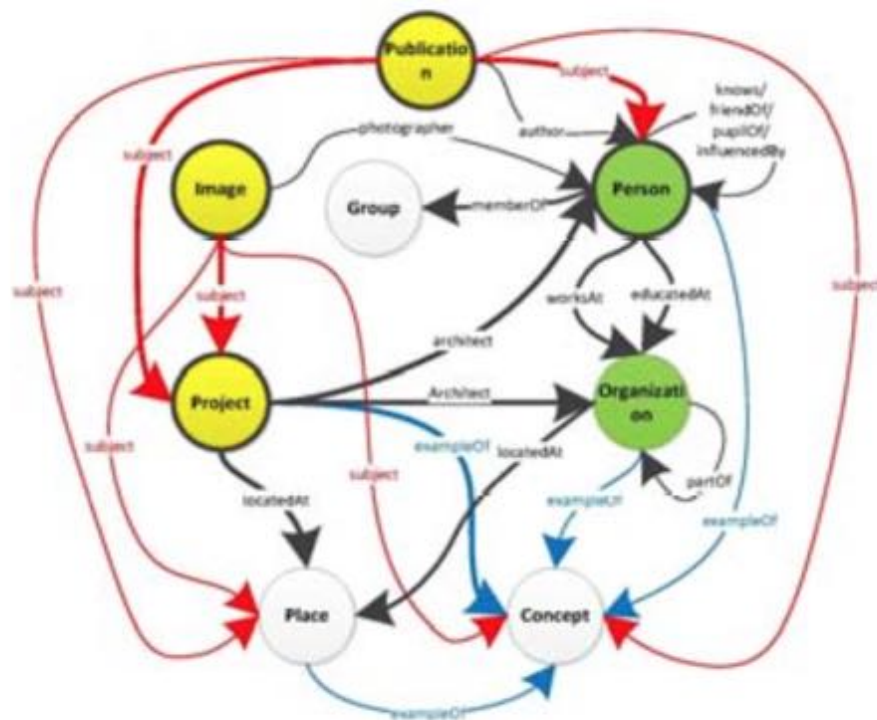 Publicatio
n
subject
knows/
friendOf/
pupilOf/
influencedBy
photographer
author
subject
Image
Group
memberOf
Person
subject
subject
worksAt
educatedAt
subject
architect
Project
Architect
Organizati
on
exampleOf
locatedAt
subject
subject
partOf
locatedAt
exampleOf
exampleOf
Place
Concept
exampleOf